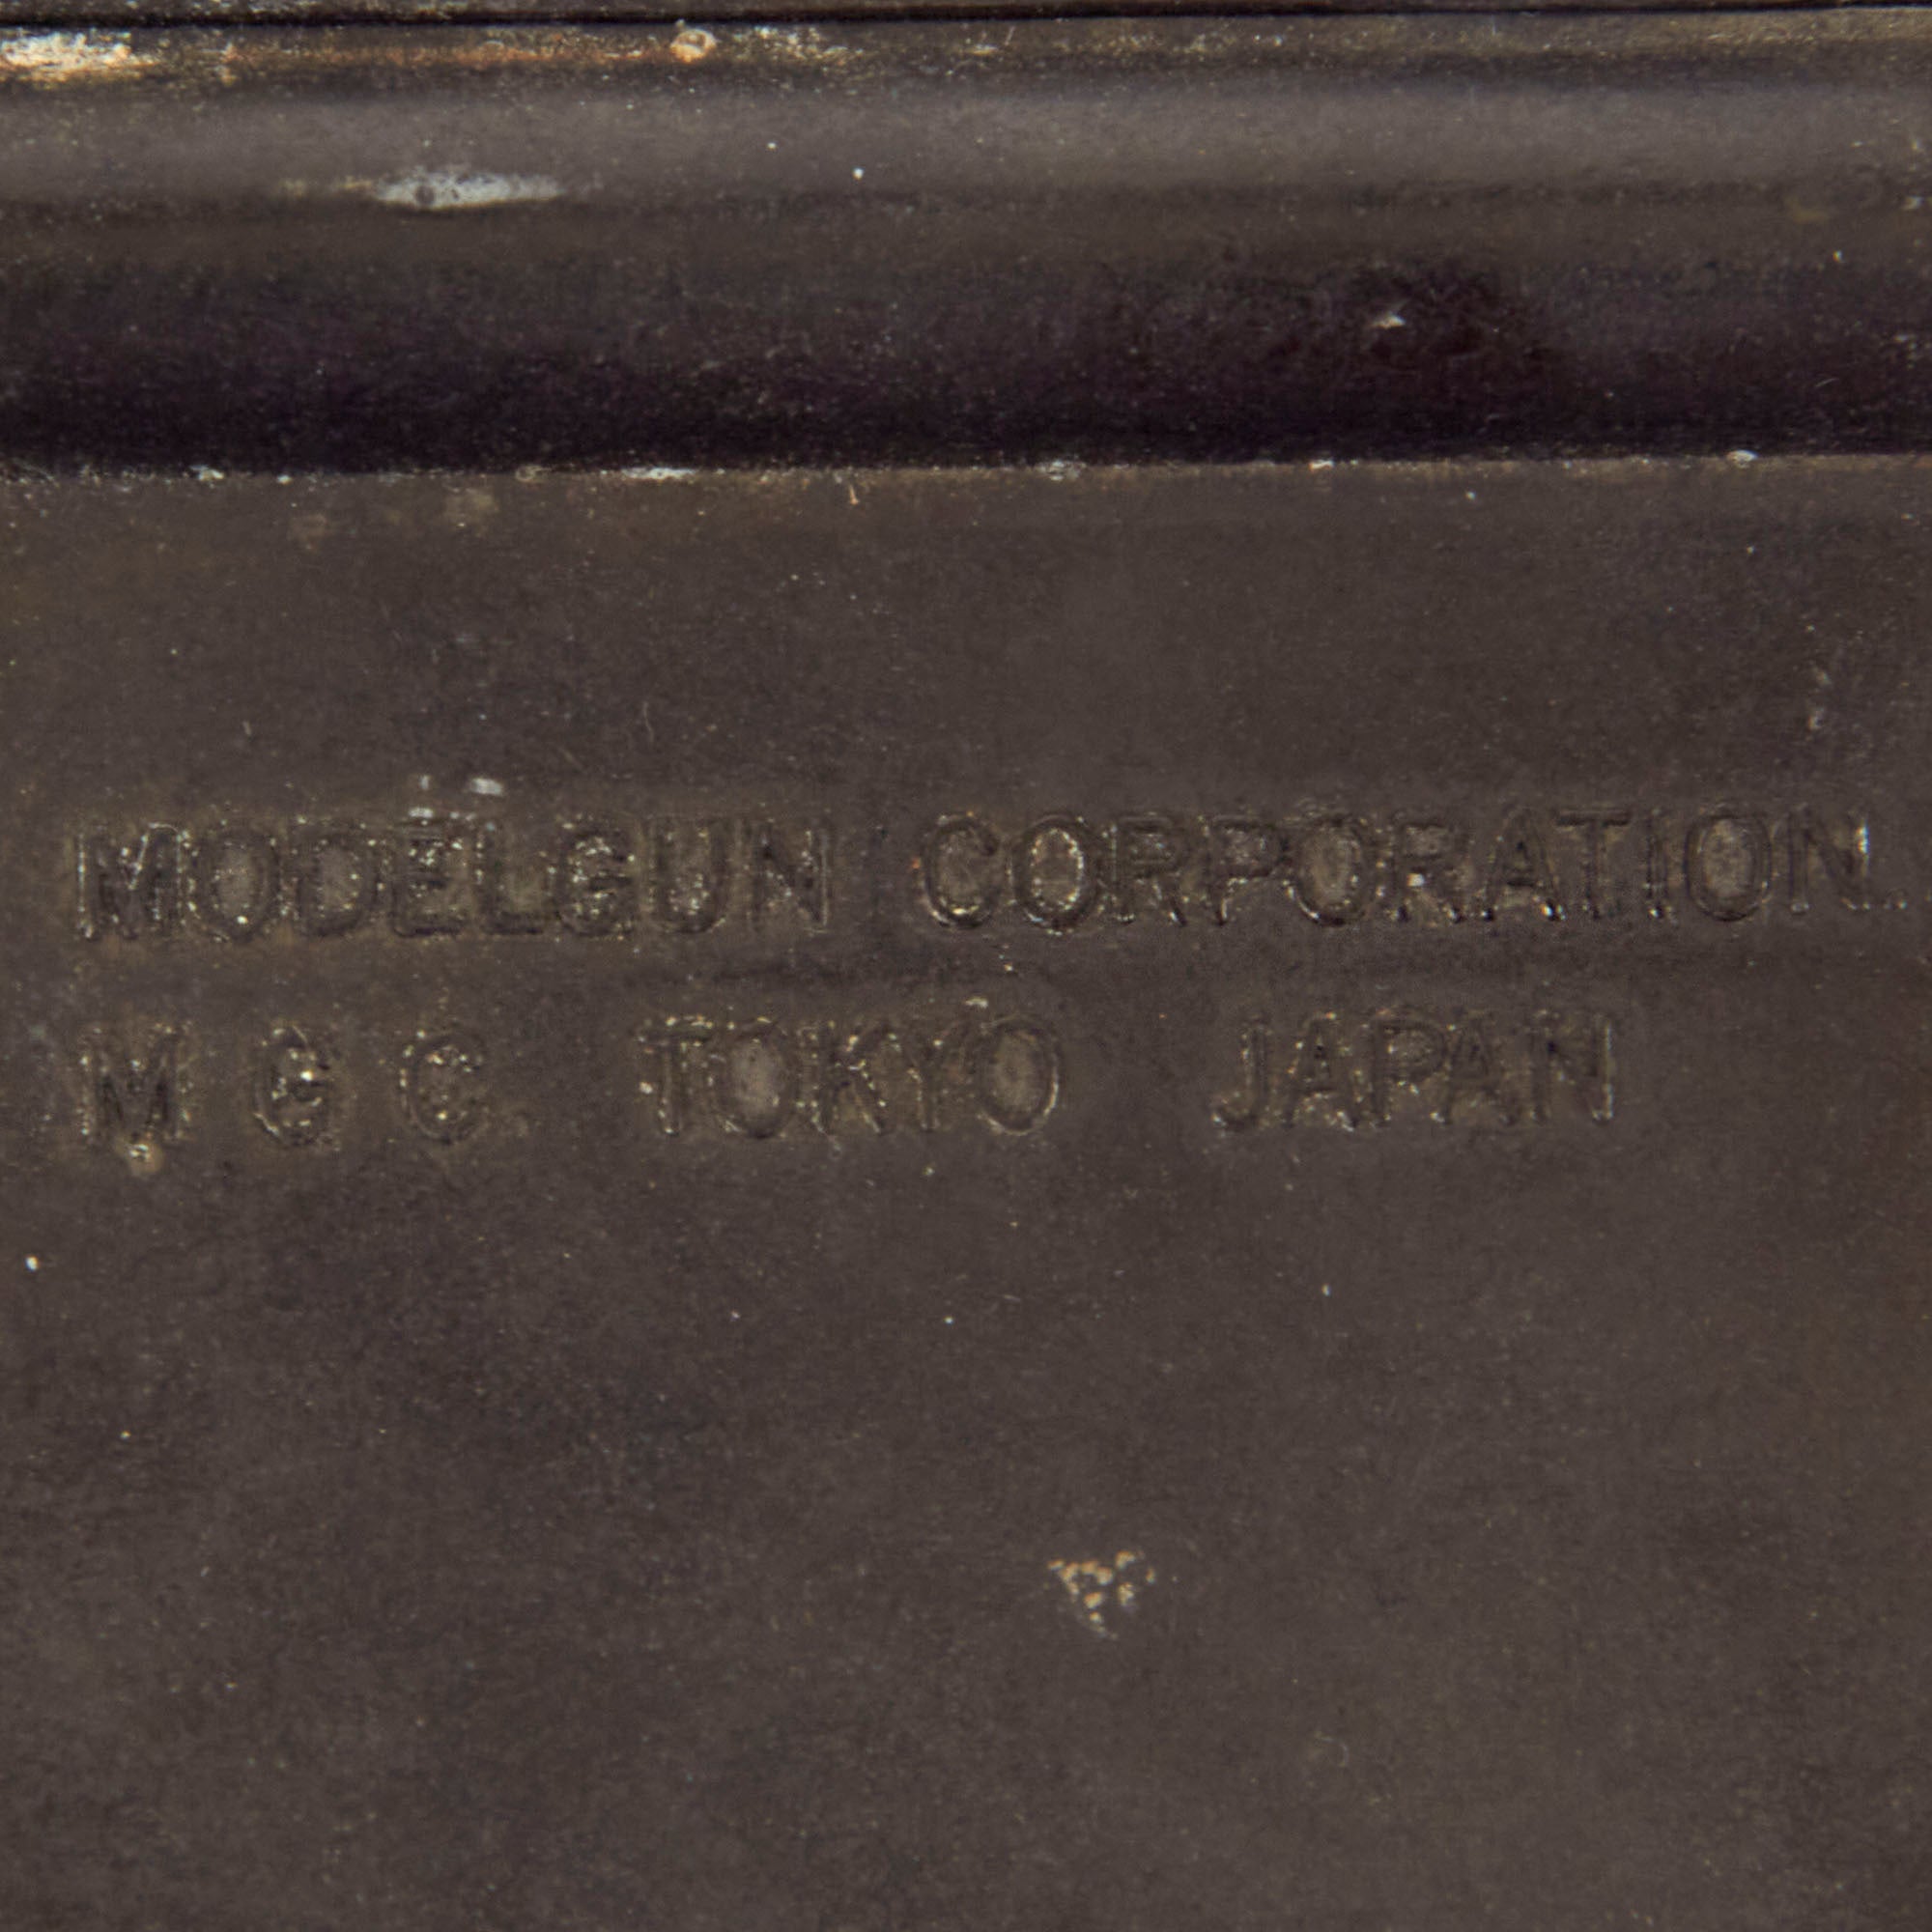 MODELGUN CORPORATION.
M G C. TOKYO JAPAN